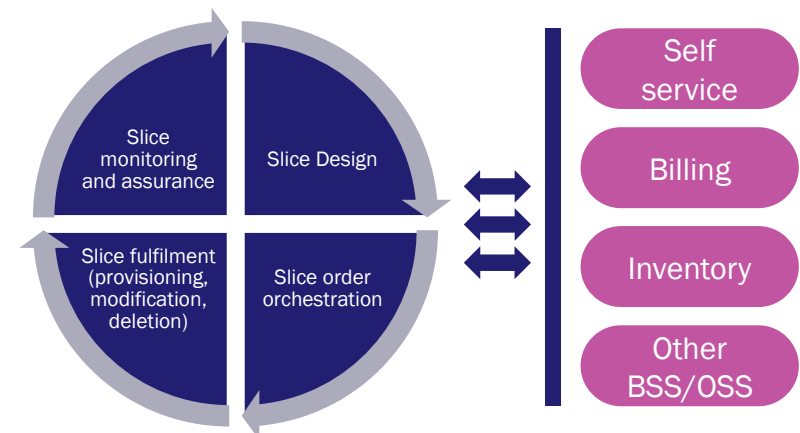 Slice
monitoring
and assurance
Slice Design
Slice fulfilment
(provisioning,
modification,
deletion)
Slice order
orchestration
Self
service
Billing
Inventory
Other
BSS/OSS